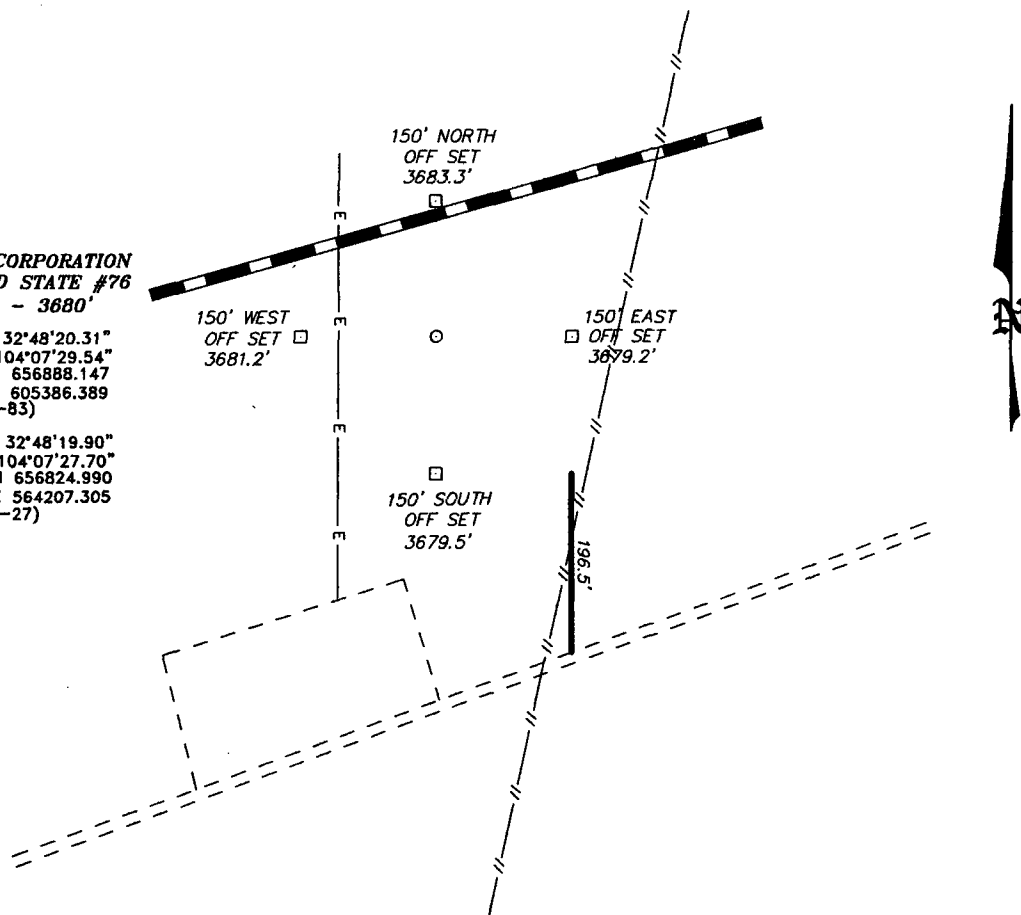 150' NORTH
OFF SET
3683.3'
CORPORATION
STATE #76
- 3680'
32°48'20.31"
104°07'29.54"
656888.147
605386.389
-83)
32°48'19.90"
104°07'27.70"
656824.990
564207.305
-27)
150' WEST
OFF SET
3681.2'
150' EAST
OFF SET
3679.2'
150' SOUTH
OFF SET
3679.5'
196.5'
E
E
E
E
N